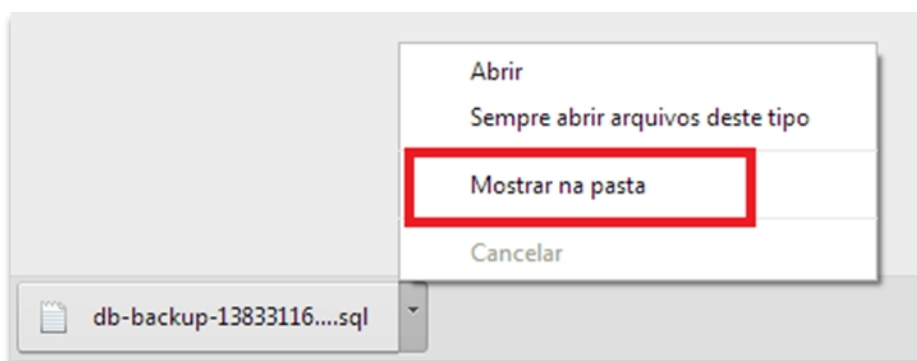 Abrir
Sempre abrir arquivos deste tipo
Mostrar na pasta
Cancelar
db-backup-13833116....sql